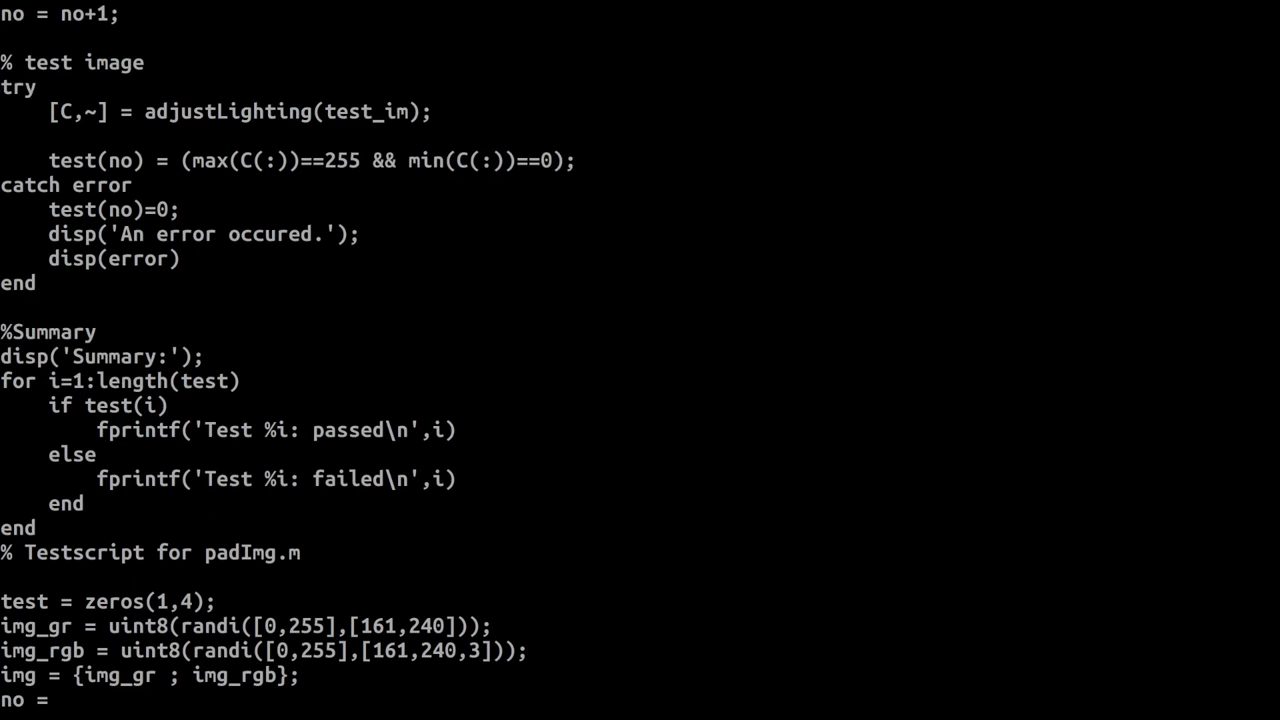 no = no+1;
% test image
try
    [C,~] = adjustLighting(test_im);
    test(no) = (max(C(:))==255 && min(C(:))==0);
catch error
    test(no)=0;
    disp('An error occured.');
    disp(error)
end
%Summary
disp('Summary:');
for i=1:length(test)
    if test(i)
        fprintf('Test %i: passed\n',i)
    else
        fprintf('Test %i: failed\n',i)
    end
end
% Testscript for padImg.m
test = zeros(1,4);
img_gr = uint8(randi([0,255],[161,240]));
img_rgb = uint8(randi([0,255],[161,240,3]));
img = {img_gr ; img_rgb};
no =